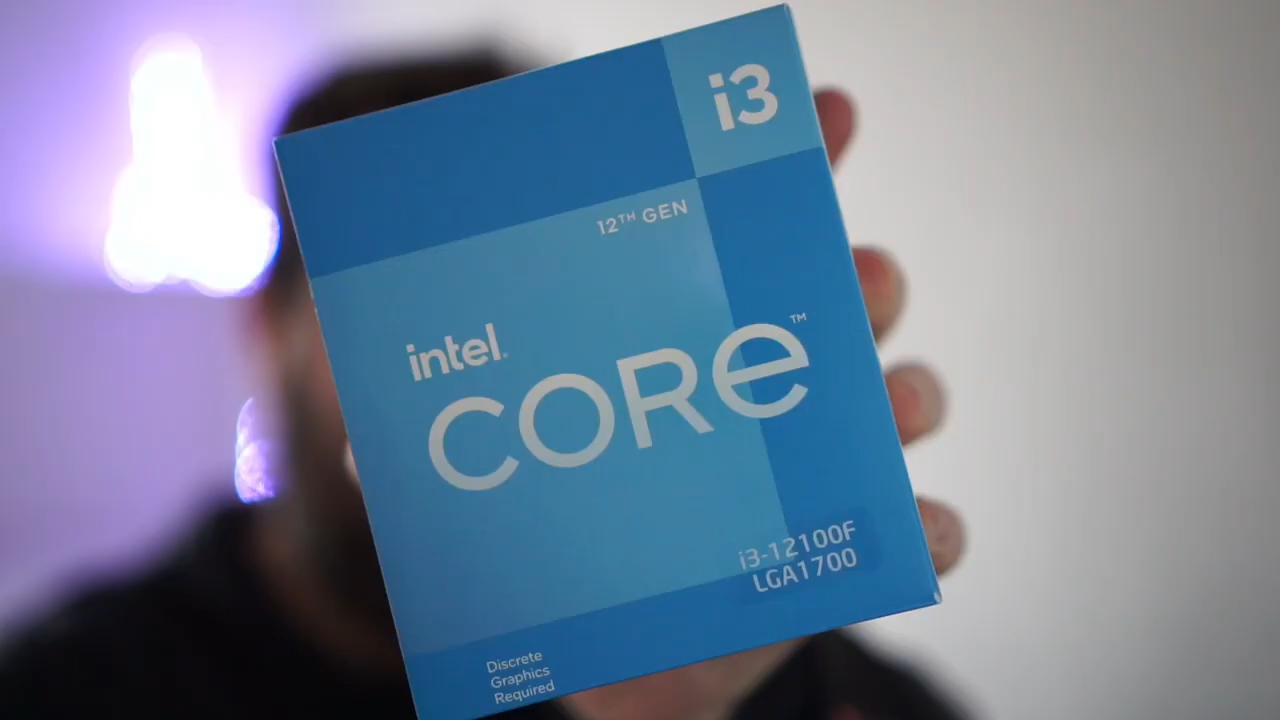 i3
12TH GEN
intel.
CORe™
i3-12100F
LGA1700
Discrete
Graphics
Required